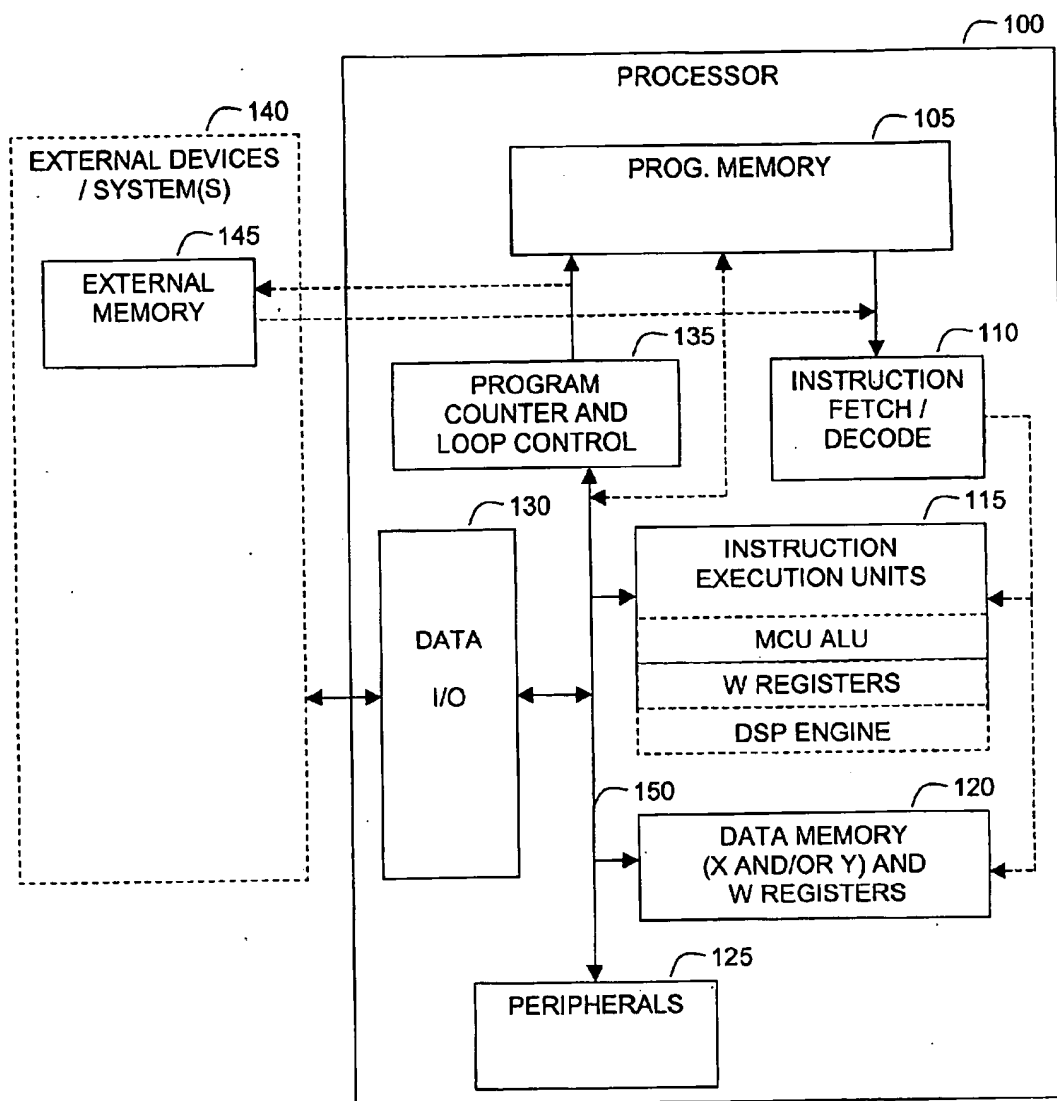 100
PROCESSOR
140
EXTERNAL DEVICES
/ SYSTEM(S)
105
PROG. MEMORY
145
EXTERNAL
MEMORY
135
PROGRAM
COUNTER AND
LOOP CONTROL
110
INSTRUCTION
FETCH /
DECODE
130
DATA
I/O
115
INSTRUCTION
EXECUTION UNITS
MCU ALU
W REGISTERS
DSP ENGINE
150
120
DATA MEMORY
(X AND/OR Y) AND
W REGISTERS
125
PERIPHERALS